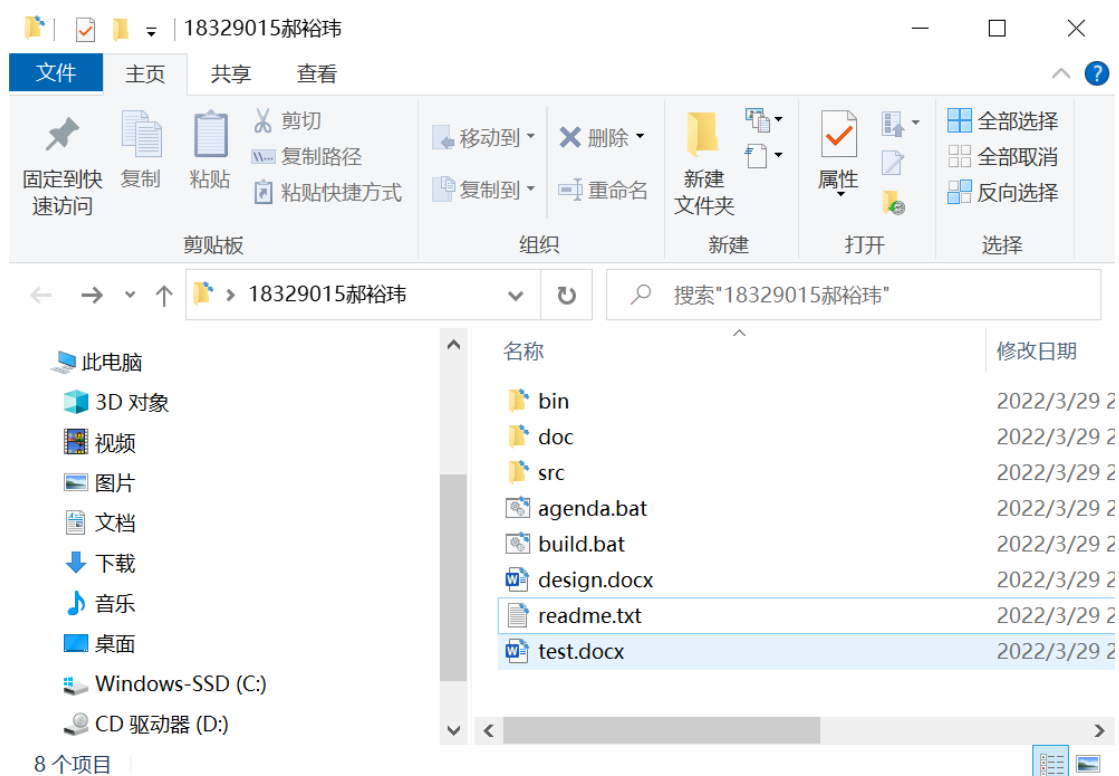 18329015郝裕玮
文件 主页 共享 查看
固定到快速访问
复制
粘贴
剪切
复制路径
粘贴快捷方式
剪贴板
移动到
复制到
删除
重命名
组织
新建
文件夹
新建
属性
打开
全部选择
全部取消
反向选择
选择
18329015郝裕玮
搜索"18329015郝裕玮"
此电脑
3D 对象
视频
图片
文档
下载
音乐
桌面
Windows-SSD (C:)
CD 驱动器 (D:)
名称 修改日期
bin 2022/3/29 2
doc 2022/3/29 2
src 2022/3/29 2
agenda.bat 2022/3/29 2
build.bat 2022/3/29 2
design.docx 2022/3/29 2
readme.txt 2022/3/29 2
test.docx 2022/3/29 2
8 个项目